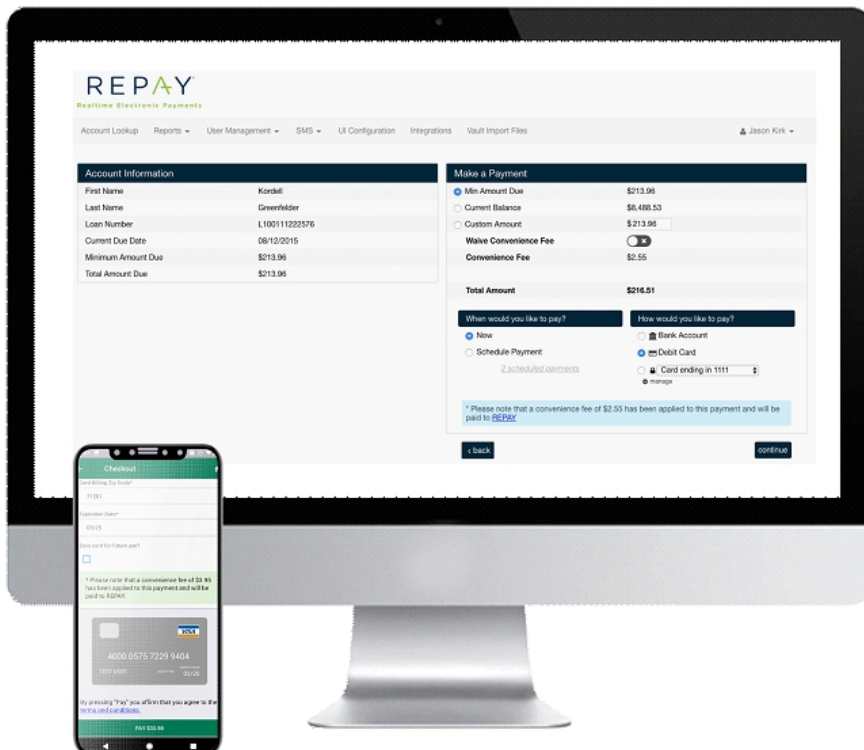 REPAY
Realtime Electronic Payments
Account Lookup Reports User Management SMS UI Configuration Integrations Vault Import Files Jason Kirk
Account Information
First Name Kordell
Last Name Greenfelder
Loan Number L100111222576
Current Due Date 08/12/2015
Minimum Amount Due $213.96
Total Amount Due $213.96
Make a Payment
Min Amount Due $213.96
Current Balance $8,488.53
Custom Amount $213.96
Waive Convenience Fee
Convenience Fee $2.55
Total Amount $216.51
When would you like to pay?
Now
Schedule Payment
2 scheduled payments
How would you like to pay?
Bank Account
Debit Card
Card ending in 1111
manage
* Please note that a convenience fee of $2.55 has been applied to this payment and will be
paid to REPAY
< back continue
Checkout
Card Billing Zip Code*
Expiration Date*
03/25
Save card for future use?
* Please note that a convenience fee of $3.95
has been applied to this payment and will be
paid to REPAY
VISA
4000 0575 7229 9404
TEST USER
03/25
By pressing "Pay" you affirm that you agree to the
terms and conditions.